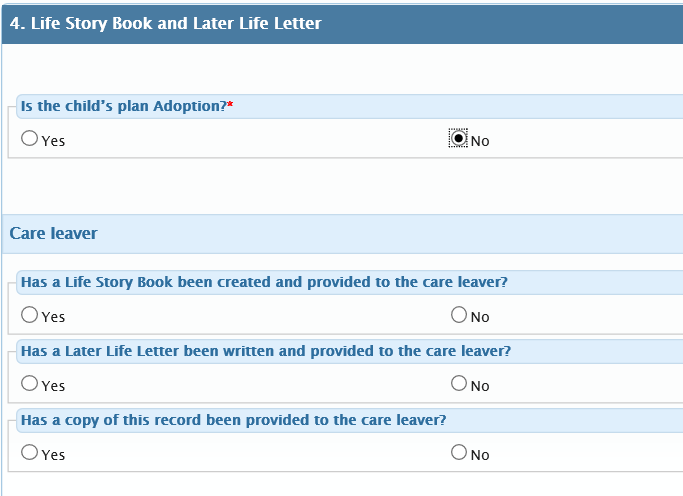 4. Life Story Book and Later Life Letter
Is the child's plan Adoption?*
Yes No
Care leaver
Has a Life Story Book been created and provided to the care leaver?
Yes No
Has a Later Life Letter been written and provided to the care leaver?
Yes No
Has a copy of this record been provided to the care leaver?
Yes No